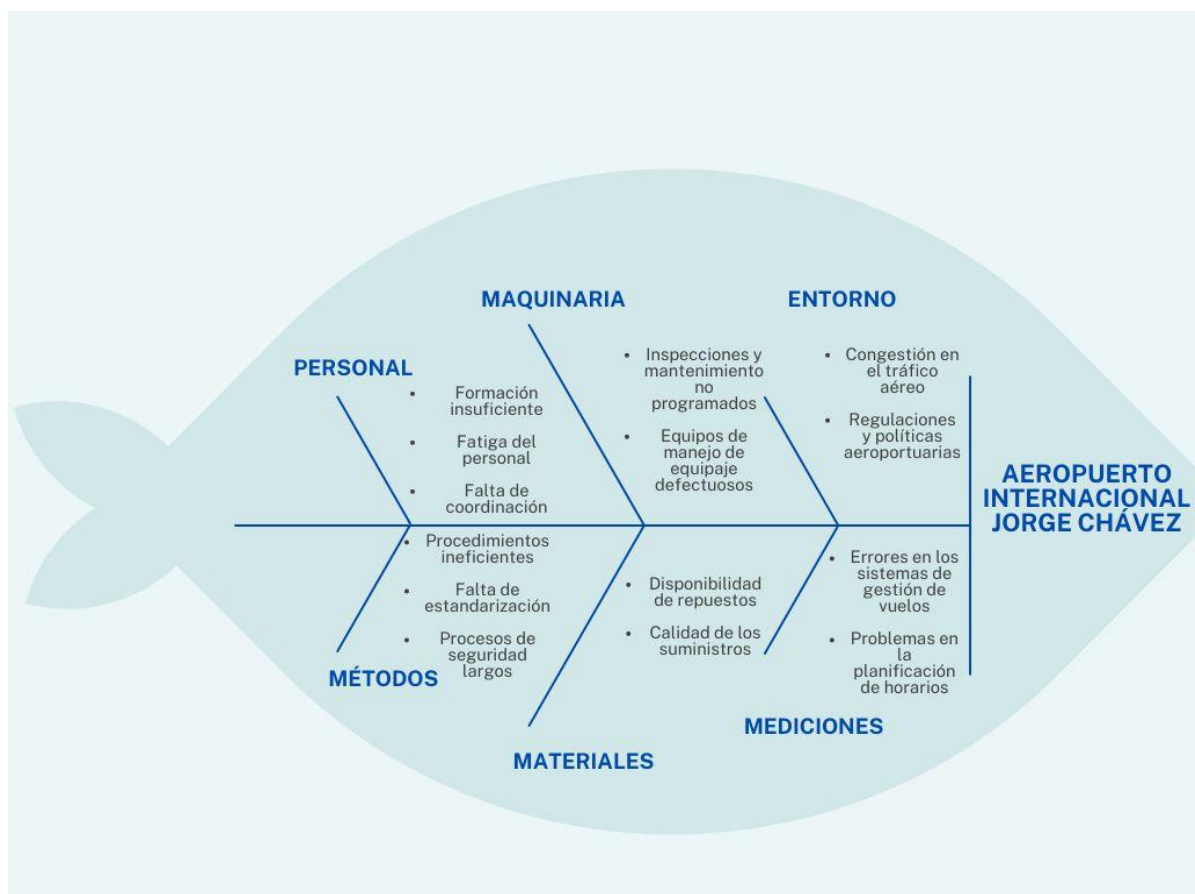 MAQUINARIA
ENTORNO
PERSONAL
• Formación
insuficiente
• Fatiga del
personal
• Falta de
coordinación
• Inspecciones y
mantenimiento
no
programados
• Equipos de
manejo de
equipaje
defectuosos
• Congestión en
el tráfico
aéreo
• Regulaciones
y políticas
aeroportuarias
AEROPUERTO
INTERNACIONAL
JORGE CHÁVEZ
• Procedimientos
ineficientes
• Falta de
estandarización
• Procesos de
seguridad
largos
• Disponibilidad
de repuestos
• Calidad de los
suministros
• Errores en los
sistemas de
gestión de
vuelos
• Problemas en
la
planificación
de horarios
MÉTODOS
MATERIALES
MEDICIONES